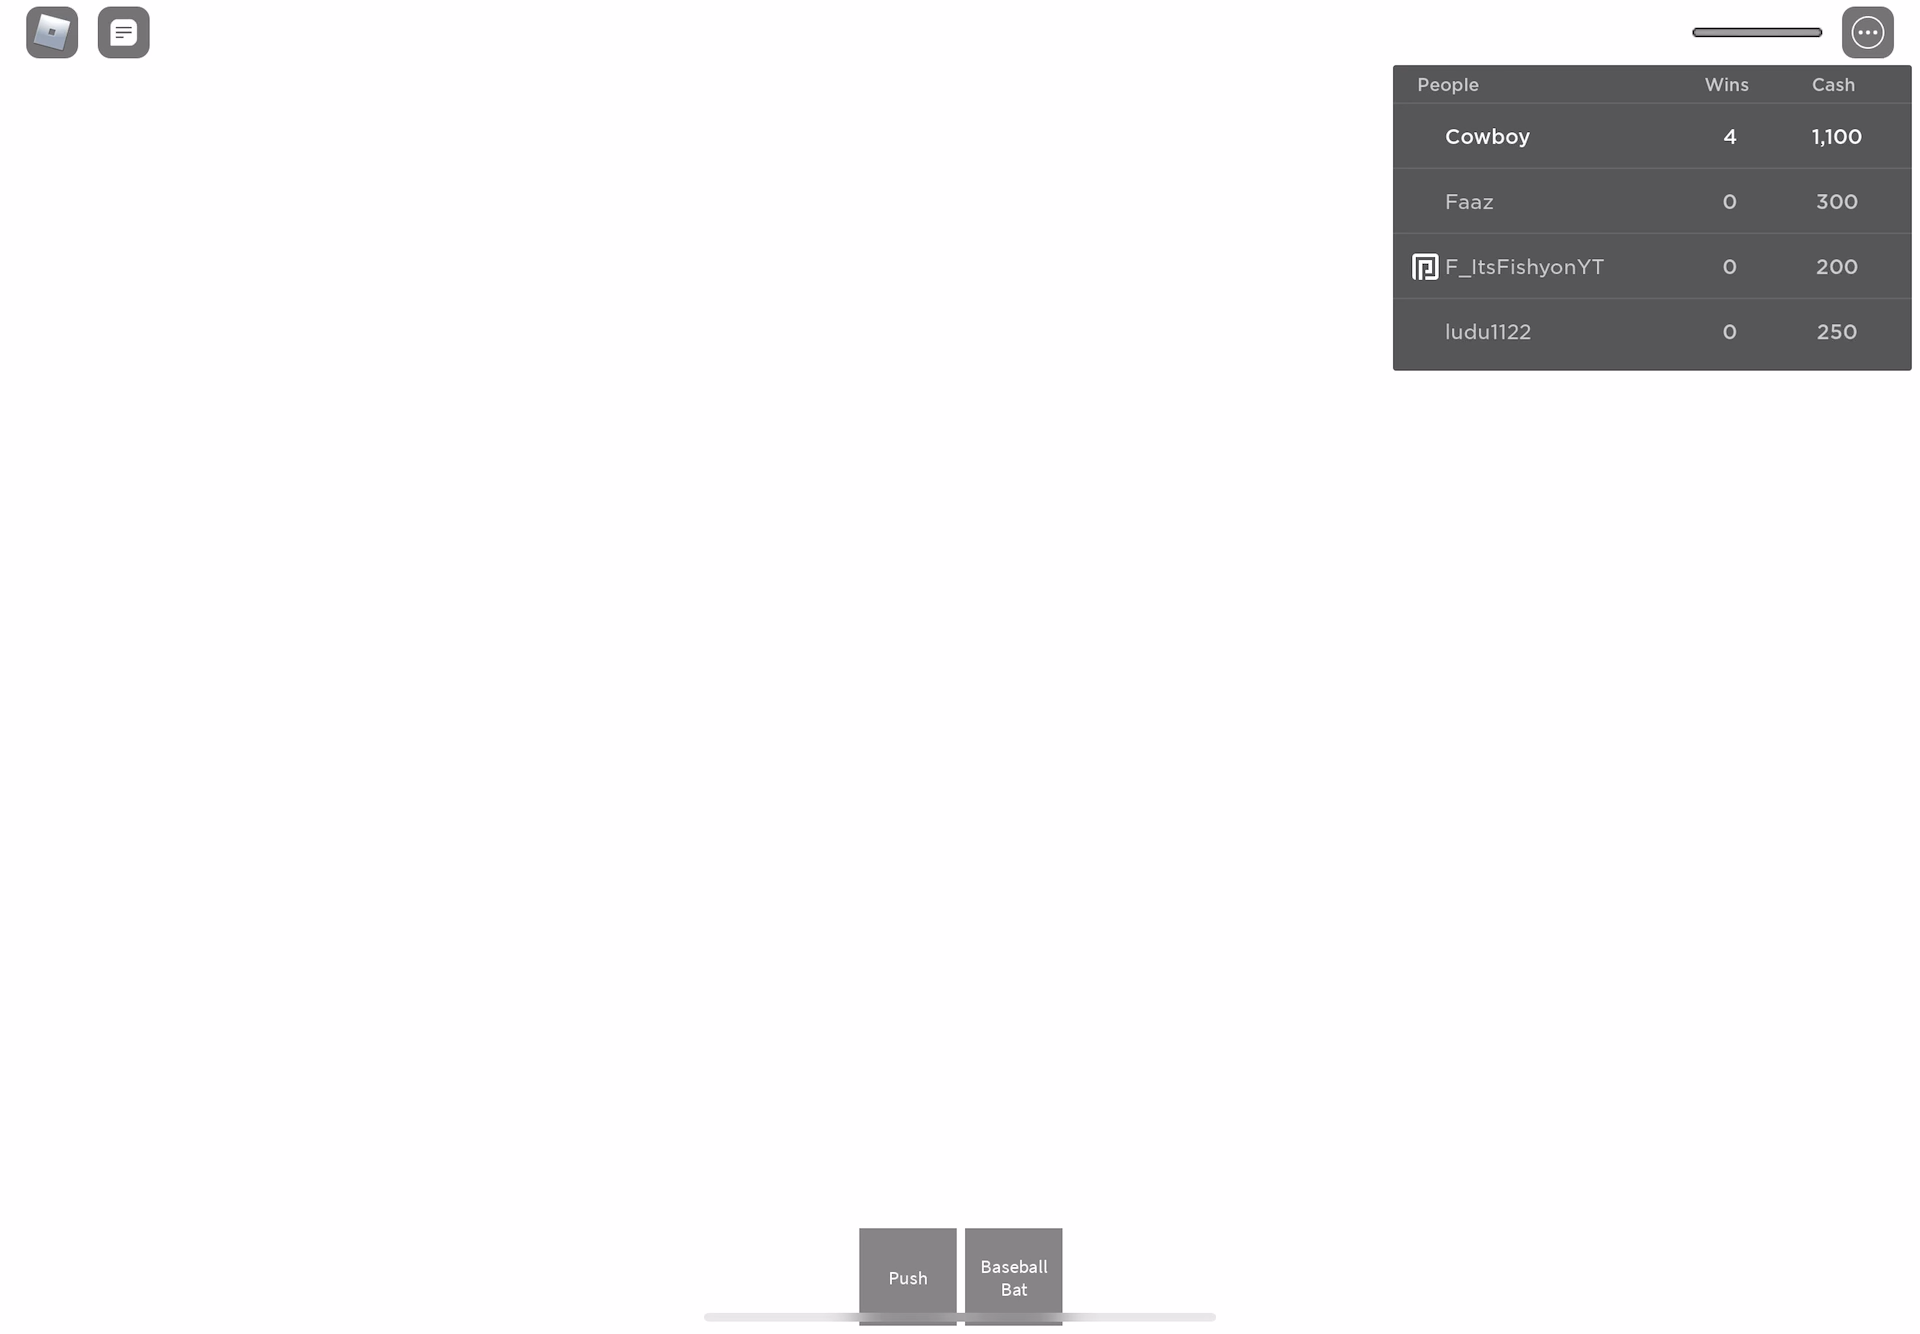 People Wins Cash
Cowboy 4 1,100
Faaz 0 300
F_ItsFishyonYT 0 200
ludu1122 0 250
Push
Baseball
Bat